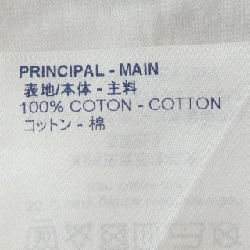 PRINCIPAL - MAIN
表地/本体 - 主料
100% COTON - COTTON
コットン - 棉